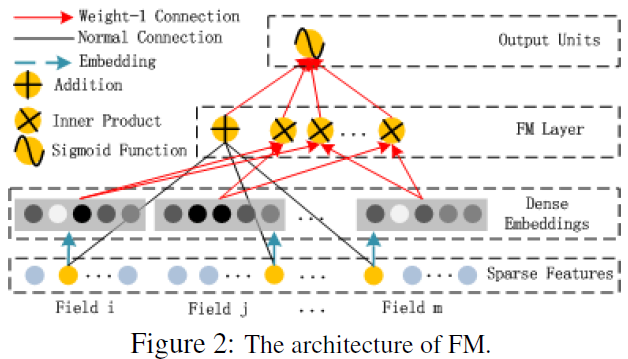 Weight-1 Connection
Normal Connection
Embedding
Addition
Inner Product
Sigmoid Function
Output Units
FM Layer
...
Dense
Embeddings
...
Sparse Features
... ... ... ...
Field i Field j ... Field m
Figure 2: The architecture of FM.